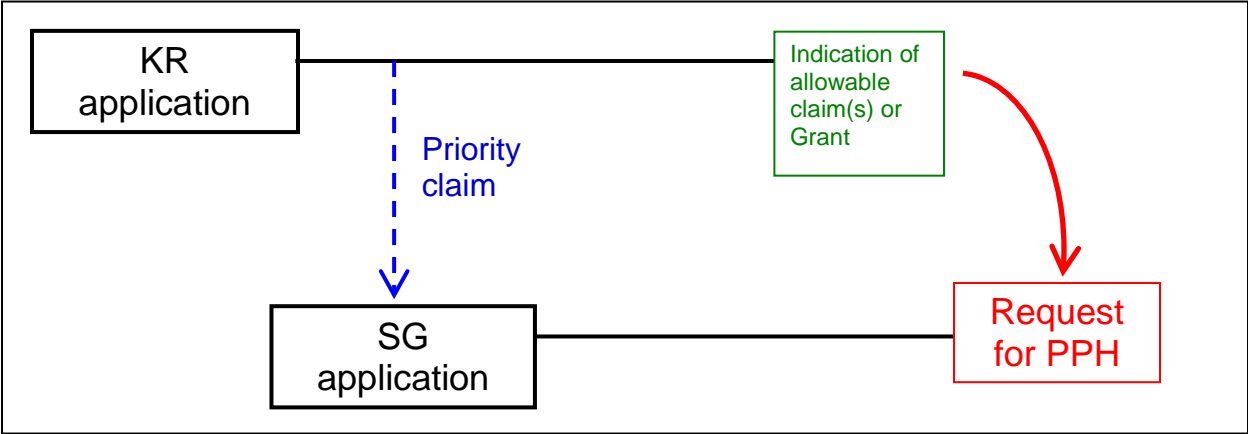 KR
application
Indication of
allowable
claim(s) or
Grant
Priority
claim
SG
application
Request
for PPH